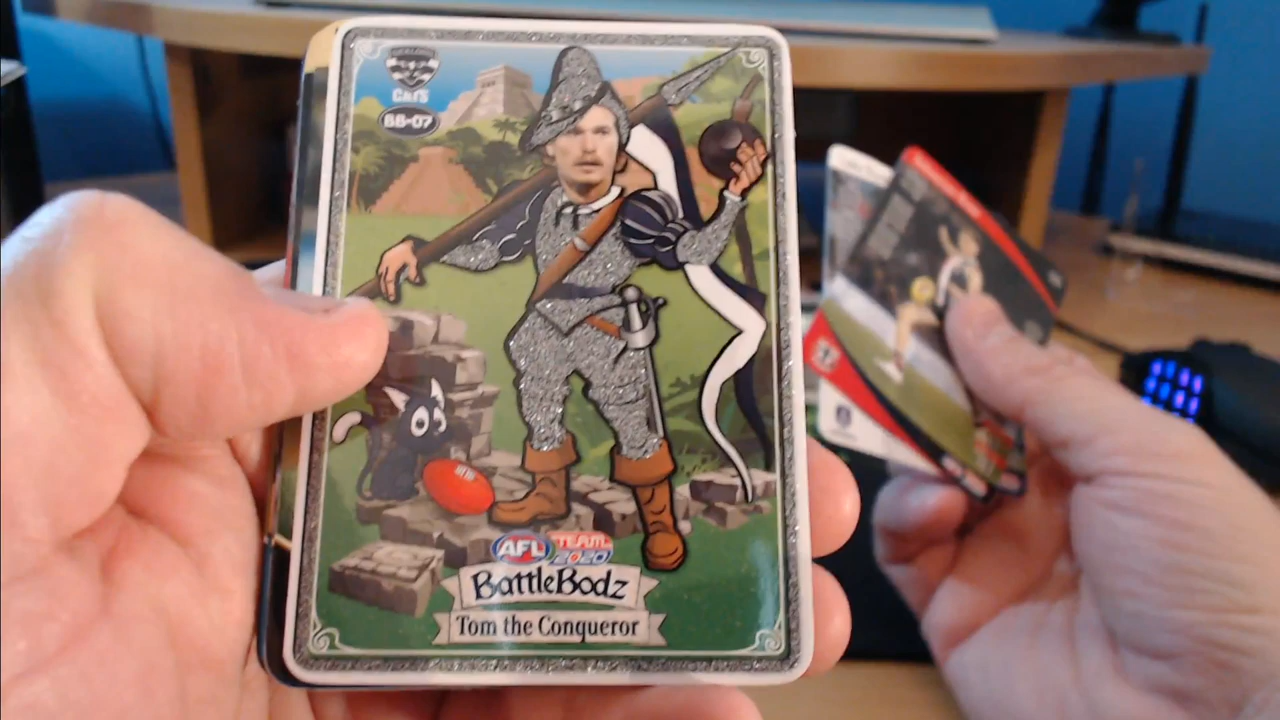 CATS
BB-07
AFL TEAM
2020
BattleBodz
Tom the Conqueror